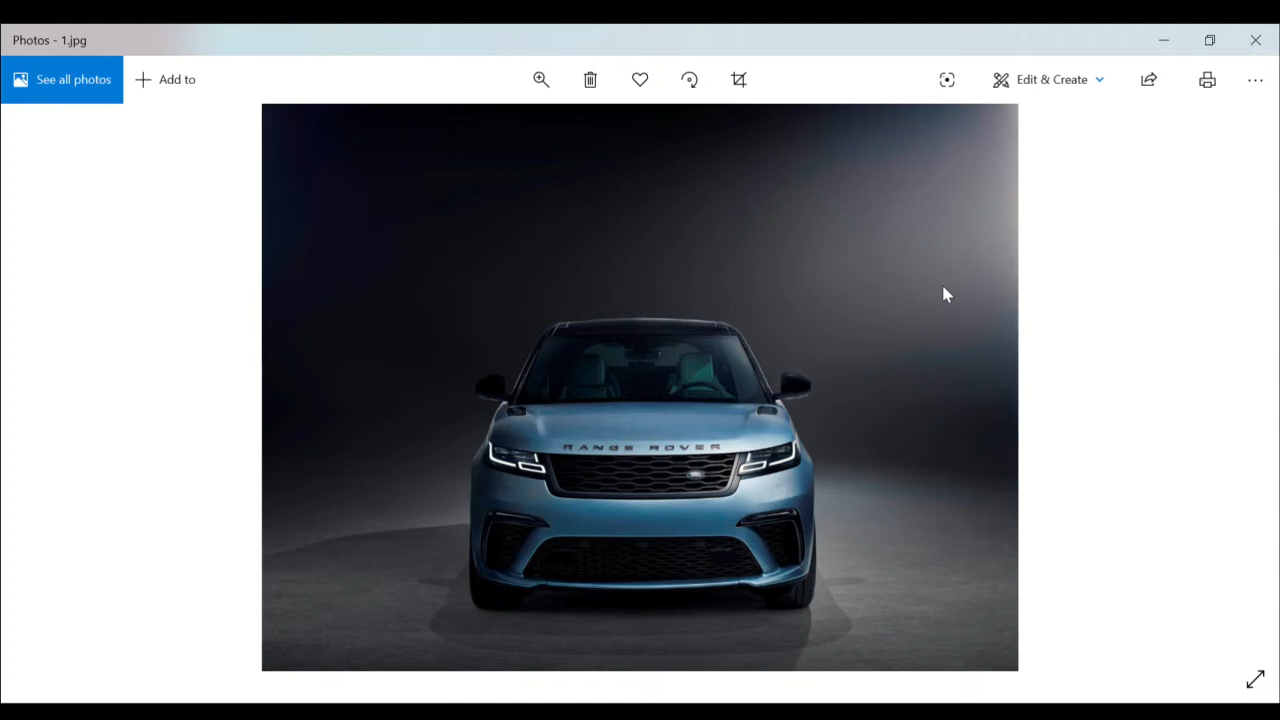 Photos - 1.jpg
See all photos
Add to
Edit & Create
RANGE ROVER